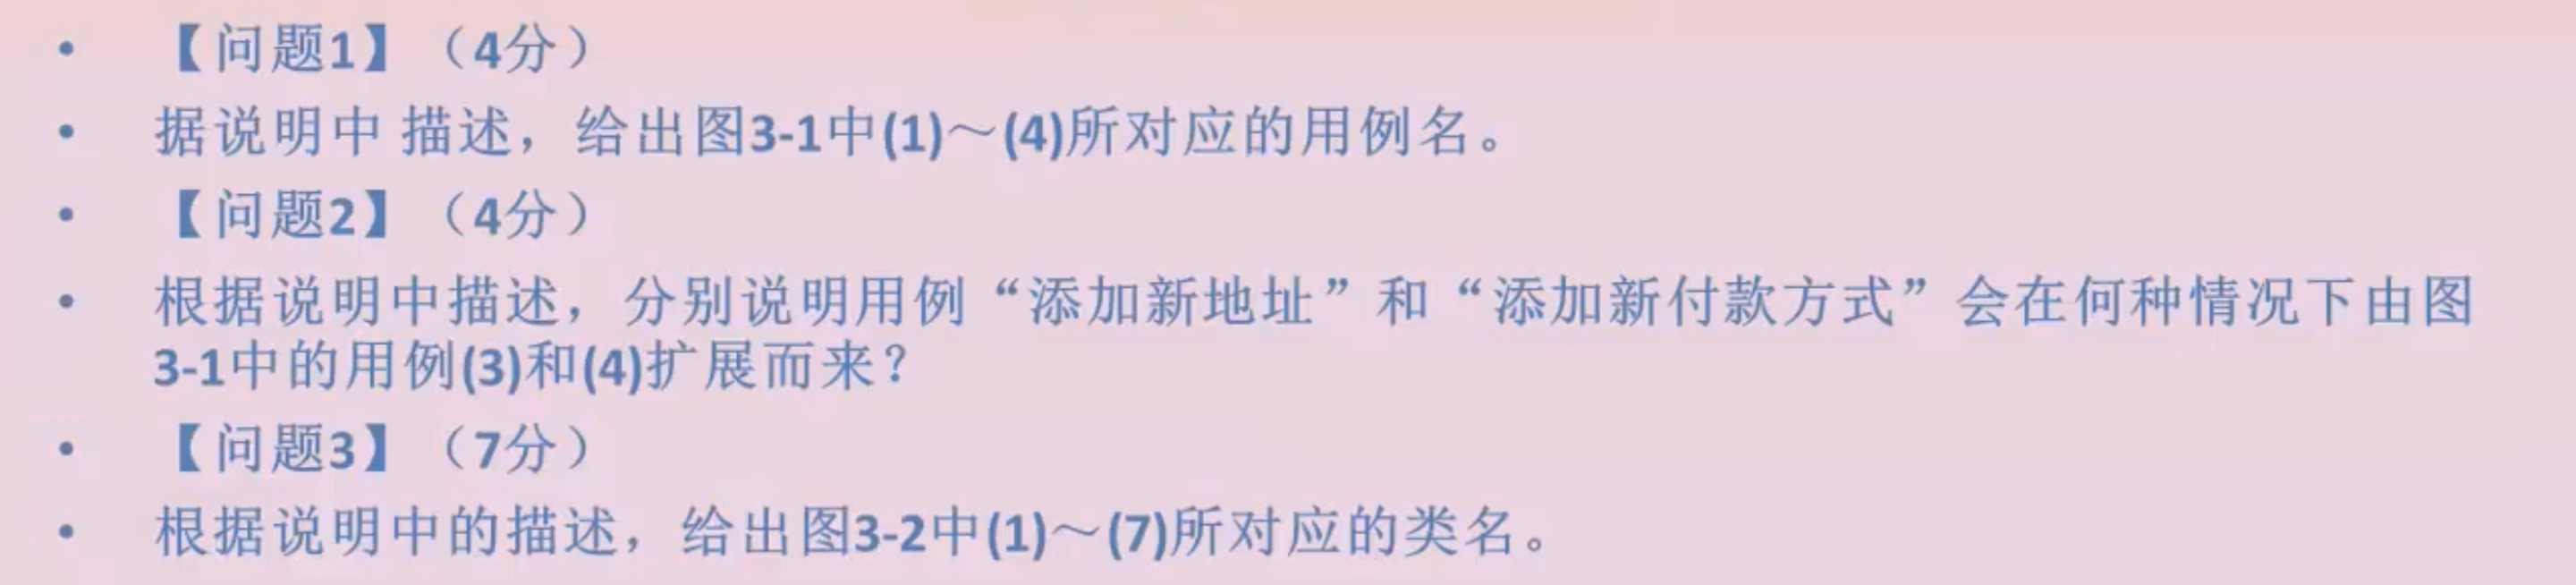 • 【问题1】（4分）
• 据说明中 描述，给出图3-1中(1)～(4)所对应的用例名。
• 【问题2】（4分）
• 根据说明中描述，分别说明用例“添加新地址”和“添加新付款方式”会在何种情况下由图
3-1中的用例(3)和(4)扩展而来？
• 【问题3】（7分）
• 根据说明中的描述，给出图3-2中(1)～(7)所对应的类名。